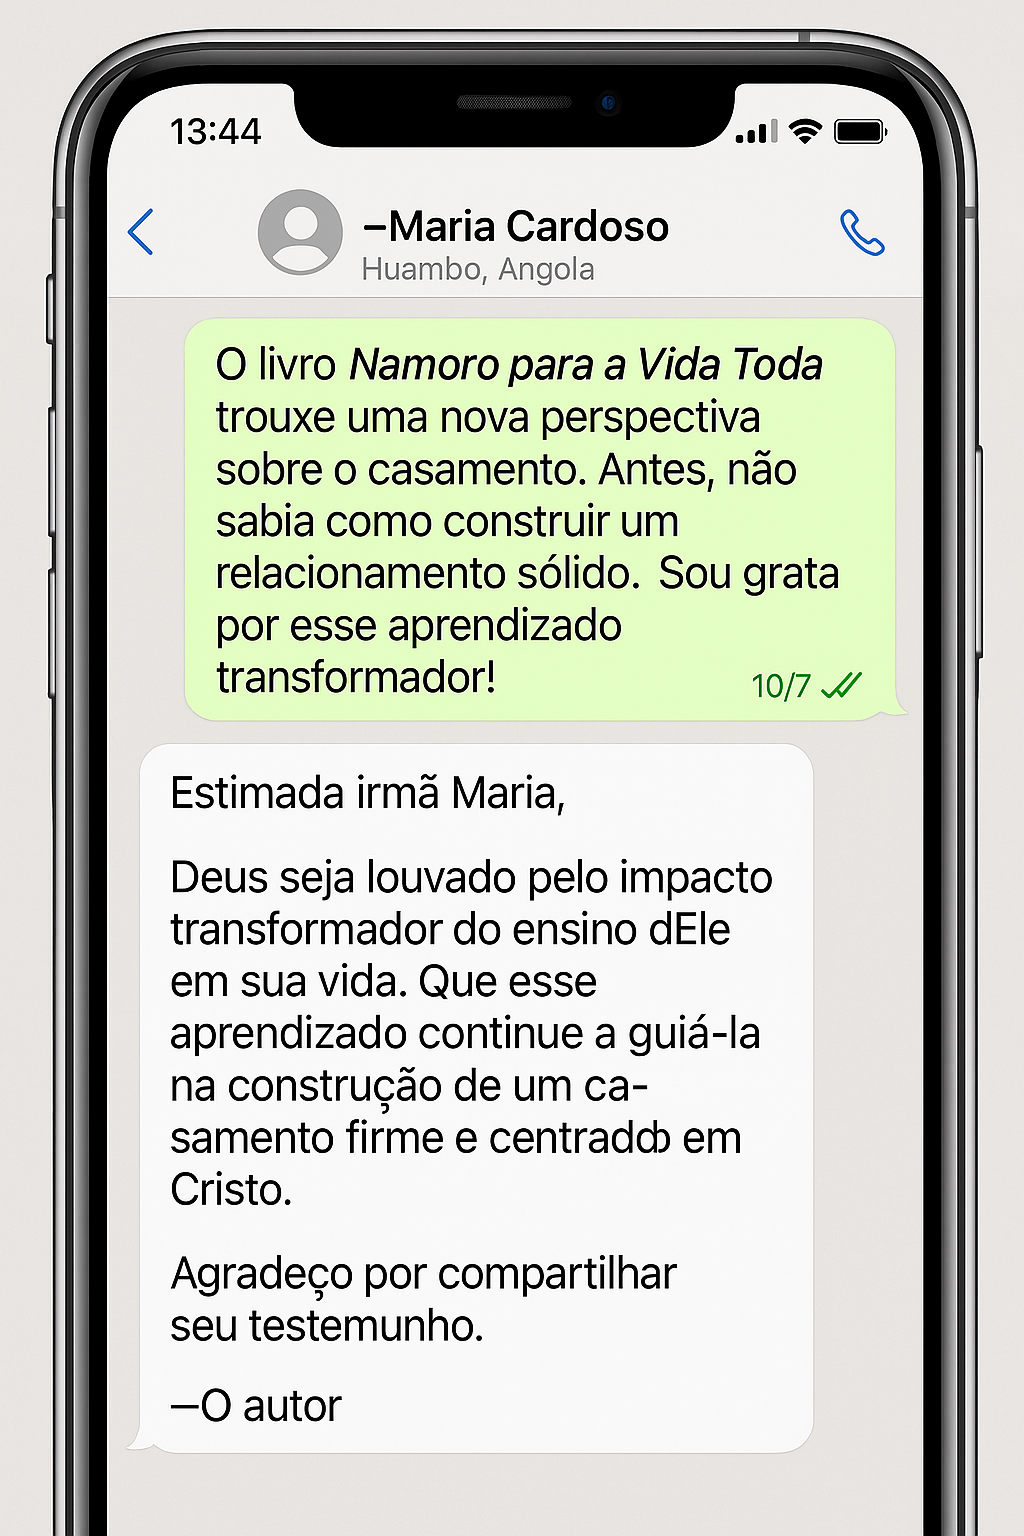 13:44
–Maria Cardoso
Huambo, Angola
O livro Namoro para a Vida Toda
trouxe uma nova perspectiva
sobre o casamento. Antes, não
sabia como construir um
relacionamento sólido. Sou grata
por esse aprendizado
transformador!
10/7
Estimada irmã Maria,
Deus seja louvado pelo impacto
transformador do ensino dEle
em sua vida. Que esse
aprendizado continue a guiá-la
na construção de um ca-
samento firme e centrado em
Cristo.
Agradeço por compartilhar
seu testemunho.
—O autor